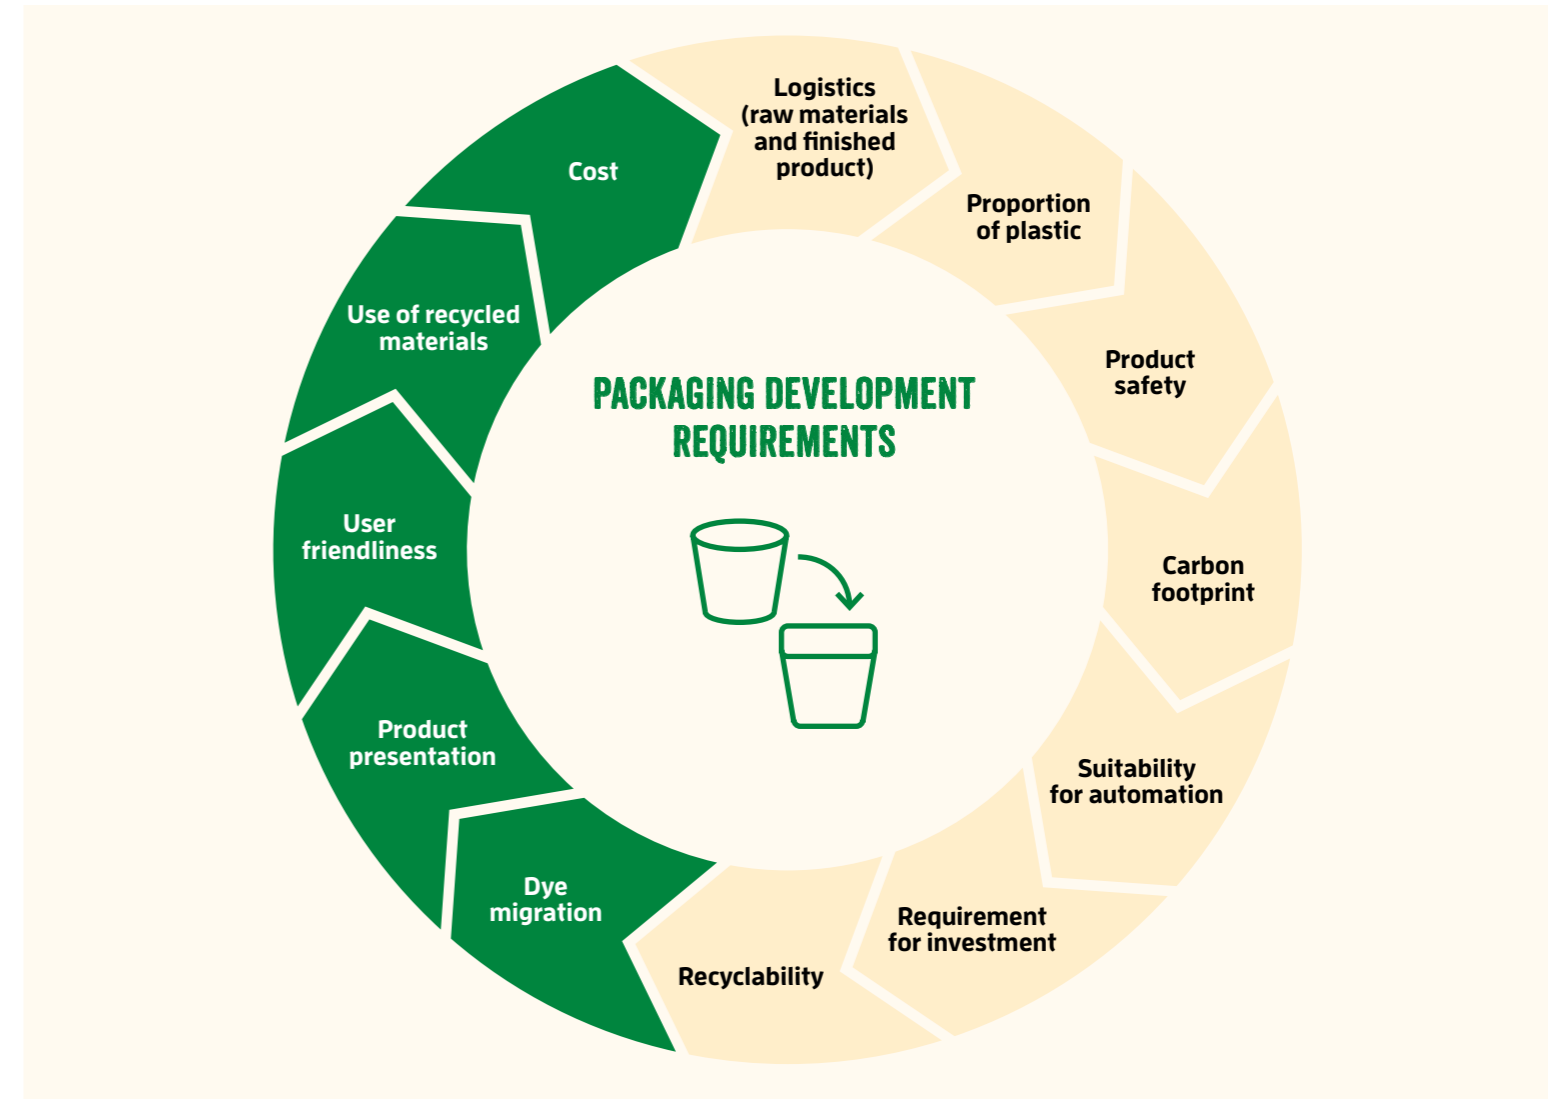 PACKAGING DEVELOPMENT
REQUIREMENTS
Logistics
(raw materials
and finished
product)
Proportion
of plastic
Product
safety
Carbon
footprint
Suitability
for automation
Requirement
for investment
Recyclability
Dye
migration
Product
presentation
User
friendliness
Use of recycled
materials
Cost